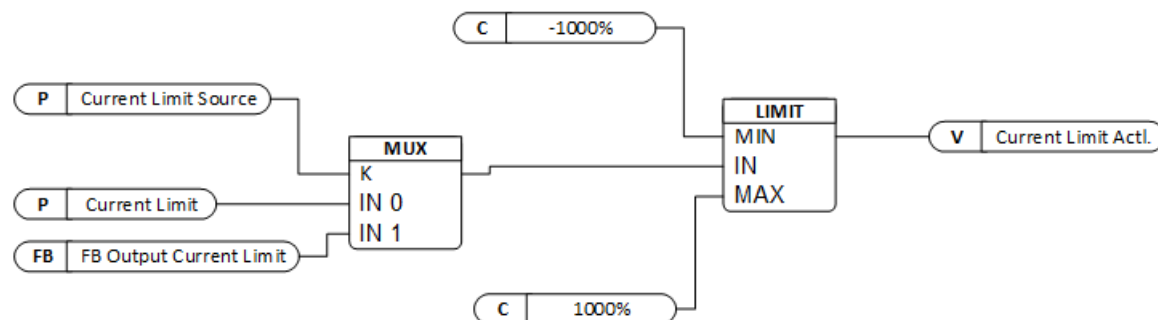 C -1000%
P Current Limit Source
LIMIT
MIN
V Current Limit Actl.
MUX
IN
K
MAX
P Current Limit
IN 0
IN 1
FB FB Output Current Limit
C 1000%